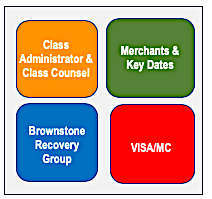 Class
Administrator &
Class Counsel
Merchants &
Key Dates
Brownstone
Recovery
Group
VISA/MC